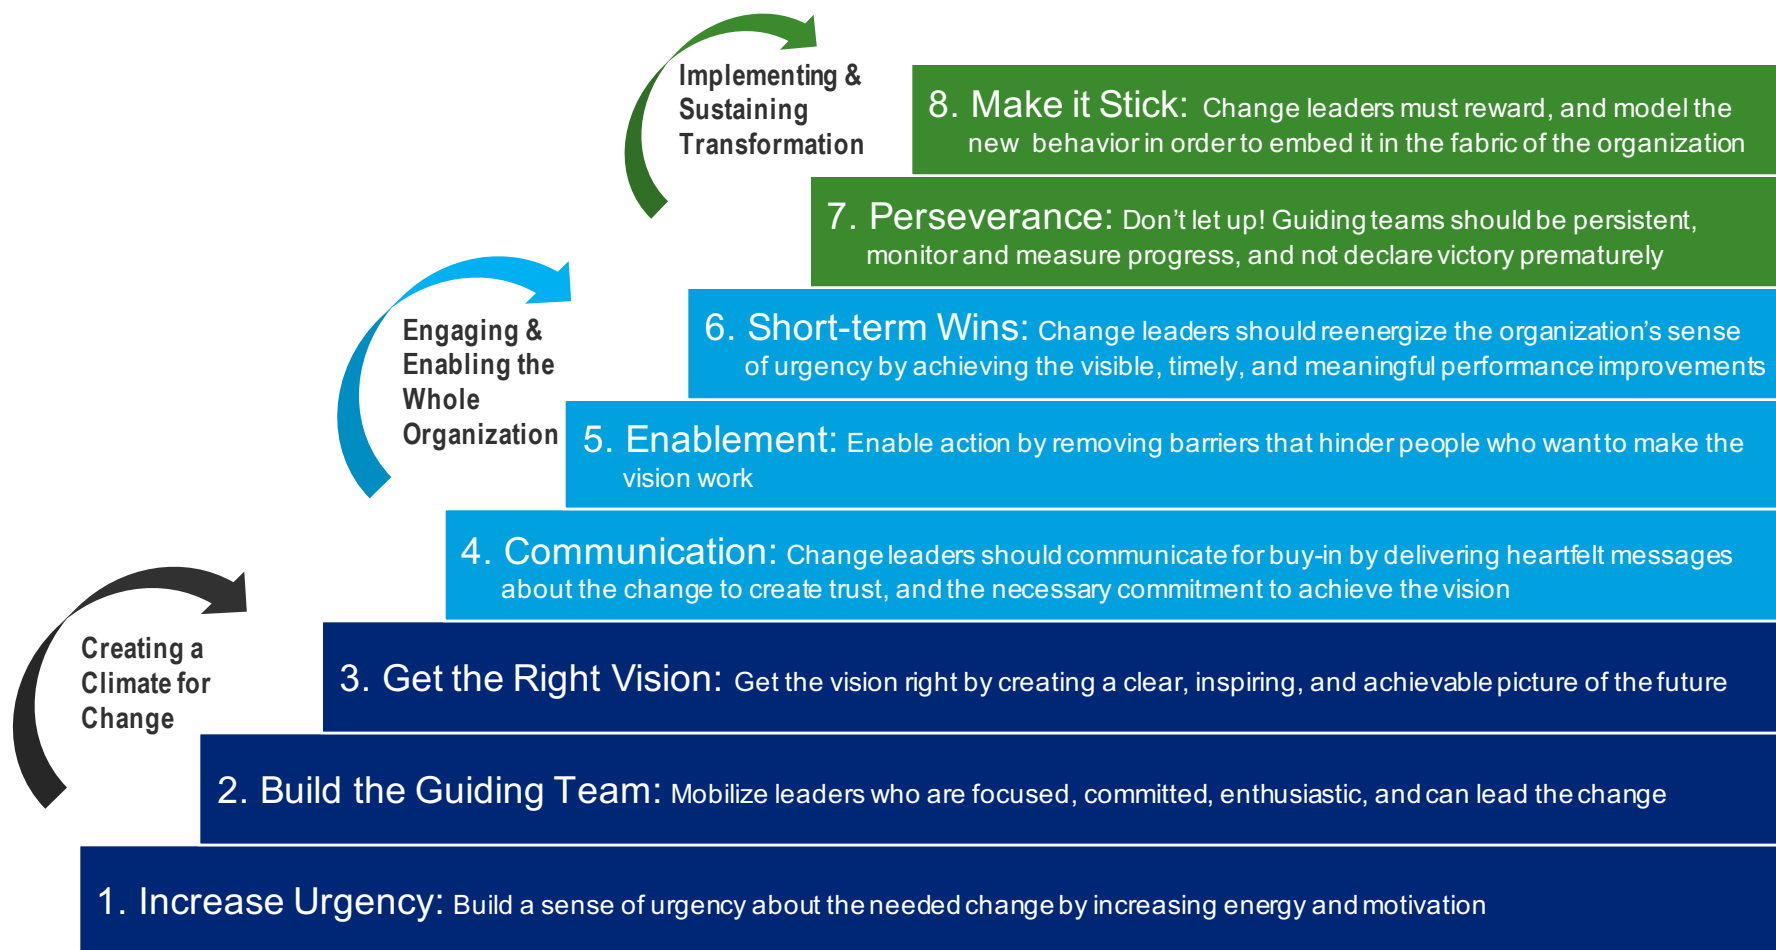 Implementing &
Sustaining
Transformation
8. Make it Stick: Change leaders must reward, and model the
new behavior in order to embed it in the fabric of the organization
7. Perseverance: Don’t let up! Guiding teams should be persistent,
monitor and measure progress, and not declare victory prematurely
Engaging &
Enabling the
Whole
Organization
6. Short-term Wins: Change leaders should reenergize the organization’s sense
of urgency by achieving the visible, timely, and meaningful performance improvements
5. Enablement: Enable action by removing barriers that hinder people who want to make the
vision work
4. Communication: Change leaders should communicate for buy-in by delivering heartfelt messages
about the change to create trust, and the necessary commitment to achieve the vision
Creating a
Climate for
Change
3. Get the Right Vision: Get the vision right by creating a clear, inspiring, and achievable picture of the future
2. Build the Guiding Team: Mobilize leaders who are focused, committed, enthusiastic, and can lead the change
1. Increase Urgency: Build a sense of urgency about the needed change by increasing energy and motivation